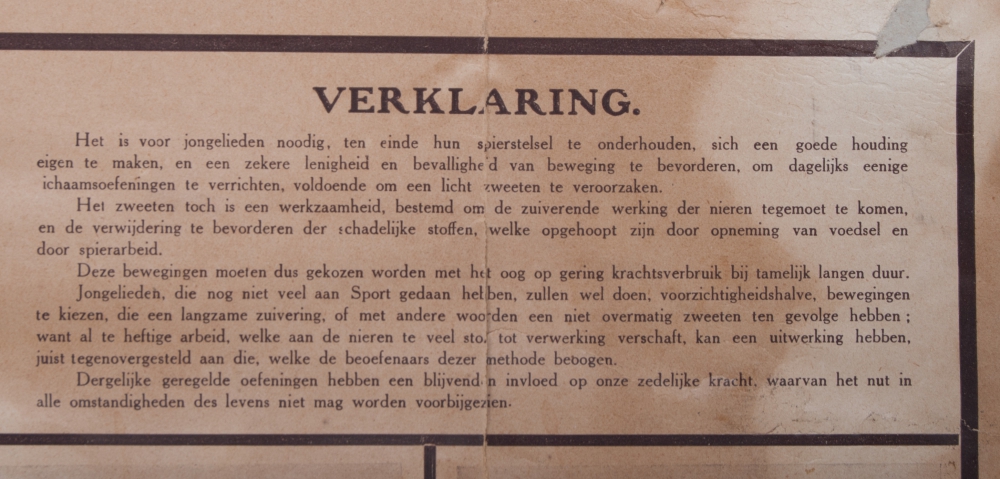 VERKLARING.
Het is voor jongelieden noodig, ten einde hun spierstelsel te onderhouden, sich een goede houding
eigen te maken, en een zekere lenigheid en bevalligheid van beweging te bevorderen, om dagelijks eenige
ichaamsoefeningen te verrichten, voldoende om een licht zweeten te veroorzaken.
Het zweeten toch is een werkzaamheid, bestemd om de zuiverende werking der nieren tegemoet te komen,
en de verwijdering te bevorderen der schadelijke stoffen, welke opgehoopt zijn door opneming van voedsel en
door spierarbeid.
Deze bewegingen moeten dus gekozen worden met het oog op gering krachtsverbruik bij tamelijk langen duur.
Jongelieden, die nog niet veel aan Sport gedaan hebben, zullen wel doen, voorzichtigheidshalve, bewegingen
te kiezen, die een langzame zuivering, of met andere woorden een niet overmatig zweeten ten gevolge hebben;
want al te heftige arbeid, welke aan de nieren te veel stof tot verwerking verschaft, kan een uitwerking hebben,
juist tegenovergesteld aan die, welke de beoefenaars dezer methode beoogen.
Dergelijke geregelde oefeningen hebben een blijvenden invloed op onze zedelijke kracht, waarvan het nut in
alle omstandigheden des levens niet mag worden voorbijgezien.